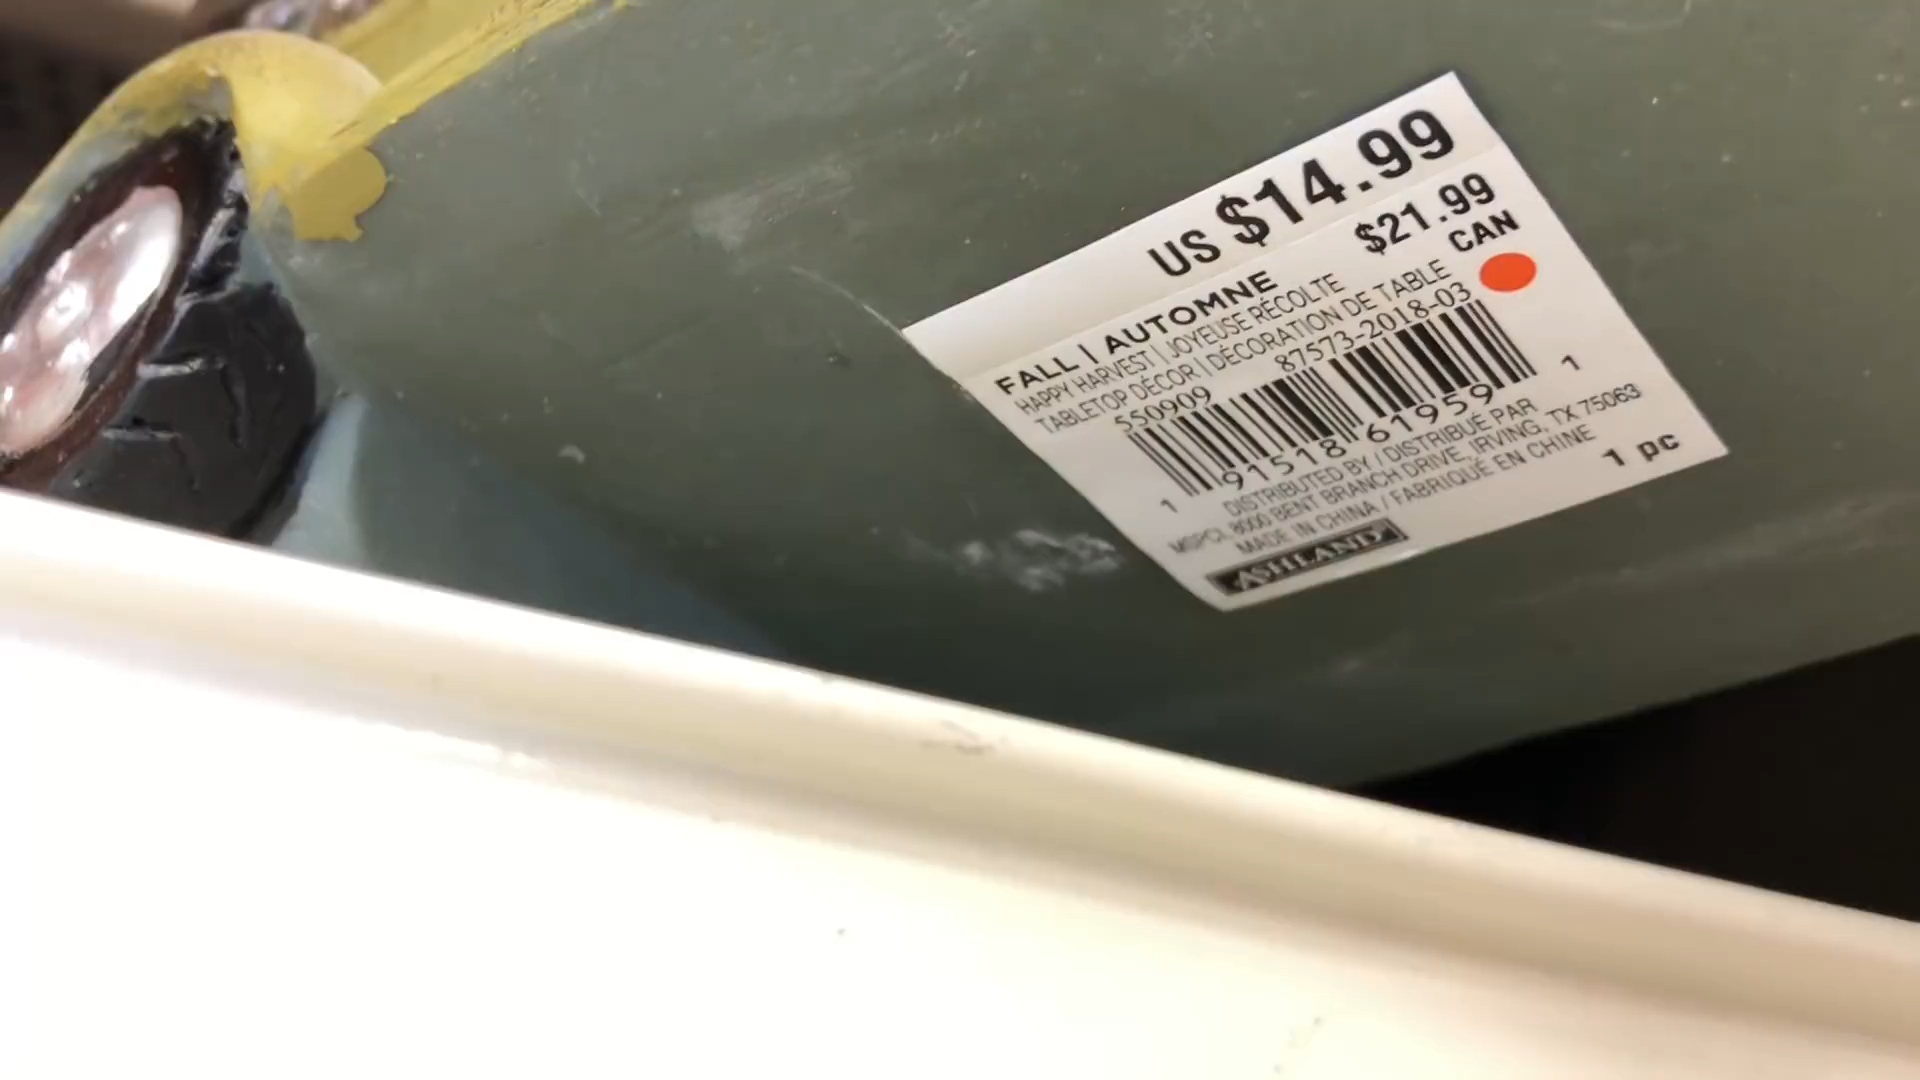 US $14.99
$21.99
CAN
FALL | AUTOMNE
HAPPY HARVEST | JOYEUSE RÉCOLTE
TABLETOP DÉCOR | DÉCORATION DE TABLE
550909 87573-2018-03
1 91518 61959 1
DISTRIBUTED BY / DISTRIBUÉ PAR
MSPCI, 8000 BENT BRANCH DRIVE, IRVING, TX 75063
MADE IN CHINA / FABRIQUÉ EN CHINE
1 pc
ASHLAND